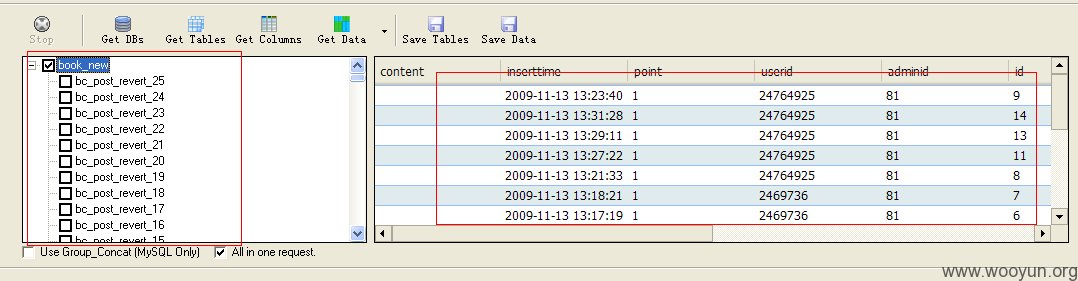 Stop Get DBs Get Tables Get Columns Get Data Save Tables Save Data
book_new
bc_post_revert_25
bc_post_revert_24
bc_post_revert_23
bc_post_revert_22
bc_post_revert_21
bc_post_revert_20
bc_post_revert_19
bc_post_revert_18
bc_post_revert_17
bc_post_revert_16
bc_post_revert_15
content inserttime point userid adminid id
2009-11-13 13:23:40 1 24764925 81 9
2009-11-13 13:31:28 1 24764925 81 14
2009-11-13 13:29:11 1 24764925 81 13
2009-11-13 13:27:22 1 24764925 81 11
2009-11-13 13:21:33 1 24764925 81 8
2009-11-13 13:18:21 1 2469736 81 7
2009-11-13 13:17:19 1 2469736 81 6
Use Group_Concat (MySQL Only) All in one request.
www.wooyun.org